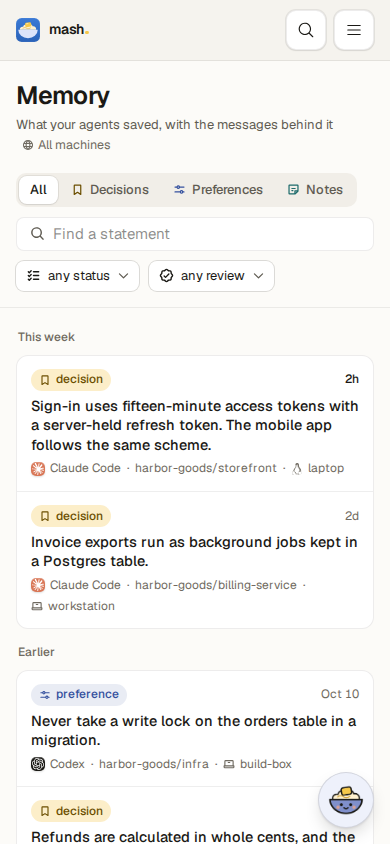 mash.
Memory
What your agents saved, with the messages behind it
All machines
All
Decisions
Preferences
Notes
Find a statement
any status
any review
This week
decision
2h
Sign-in uses fifteen-minute access tokens with
a server-held refresh token. The mobile app
follows the same scheme.
Claude Code · harbor-goods/storefront · laptop
decision
2d
Invoice exports run as background jobs kept in
a Postgres table.
Claude Code · harbor-goods/billing-service ·
workstation
Earlier
preference
Oct 10
Never take a write lock on the orders table in a
migration.
Codex · harbor-goods/infra · build-box
decision
Refunds are calculated in whole cents, and the